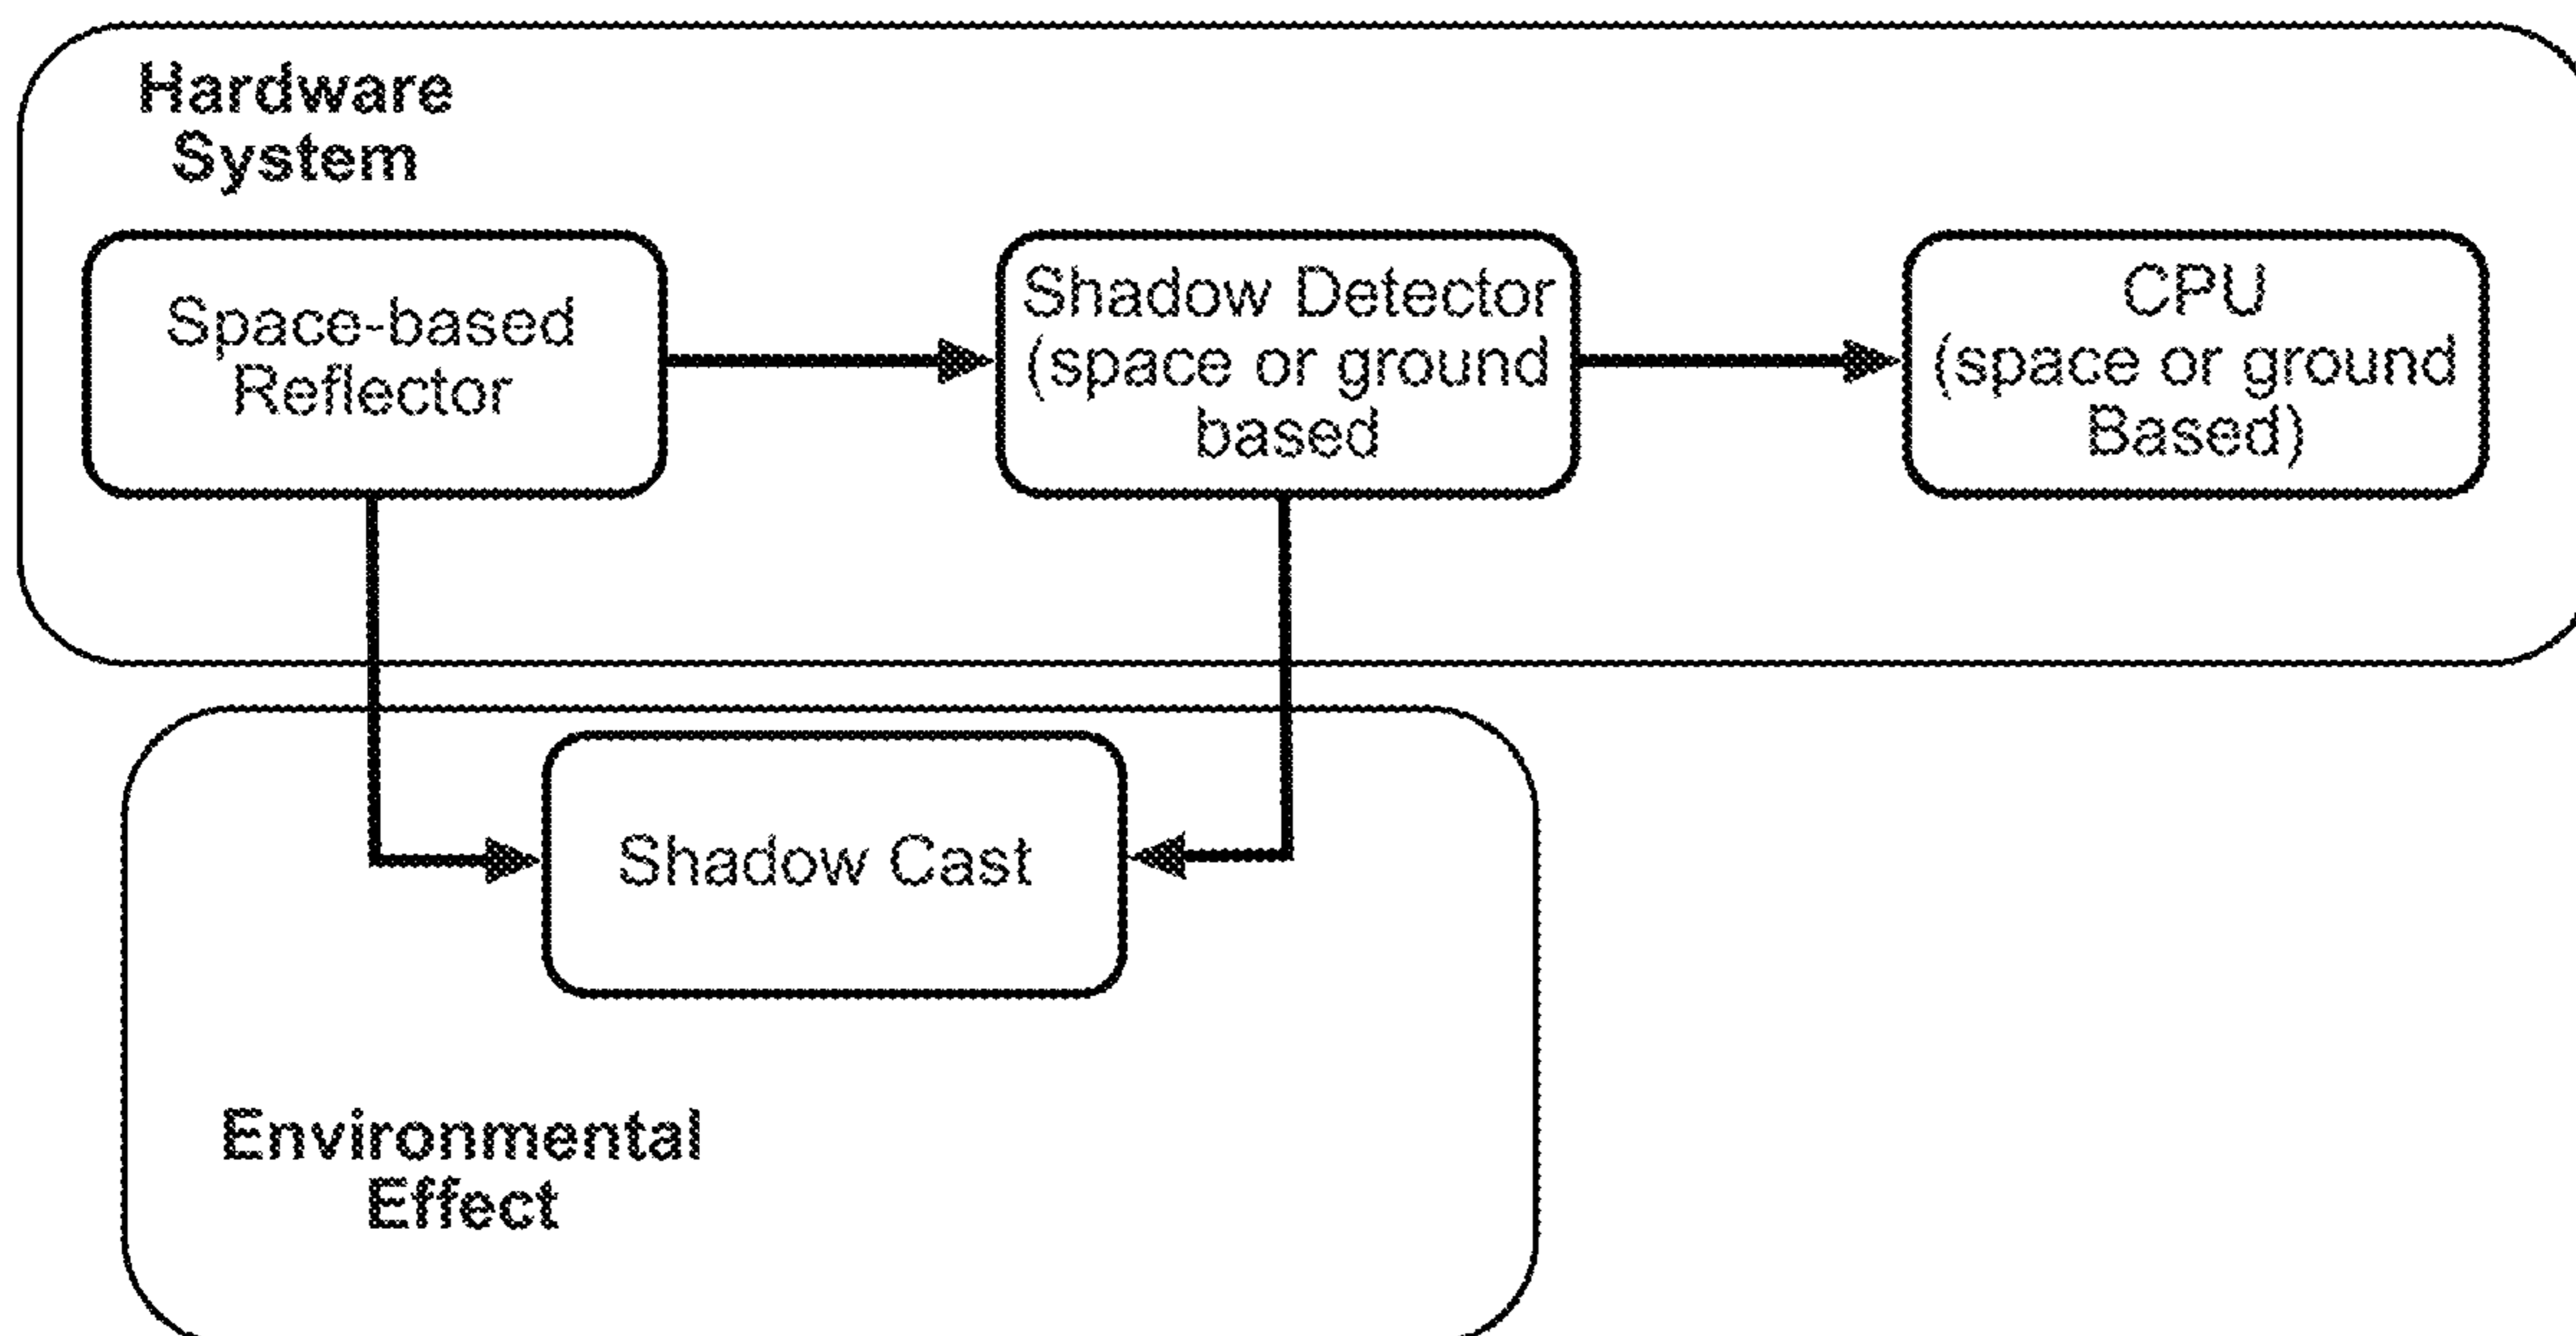 Hardware
System
Space-based
Reflector
Shadow Detector
(space or ground
based
CPU
(space or ground
Based)
Shadow Cast
Environmental
Effect